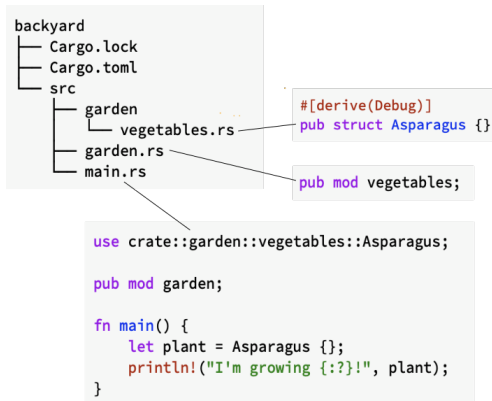 backyard
Cargo.lock
Cargo.toml
src
garden
vegetables.rs
garden.rs
main.rs
#[derive(Debug)]
pub struct Asparagus {}
pub mod vegetables;
use crate::garden::vegetables::Asparagus;
pub mod garden;
fn main() {
    let plant = Asparagus {};
    println!("I'm growing {:?}!", plant);
}